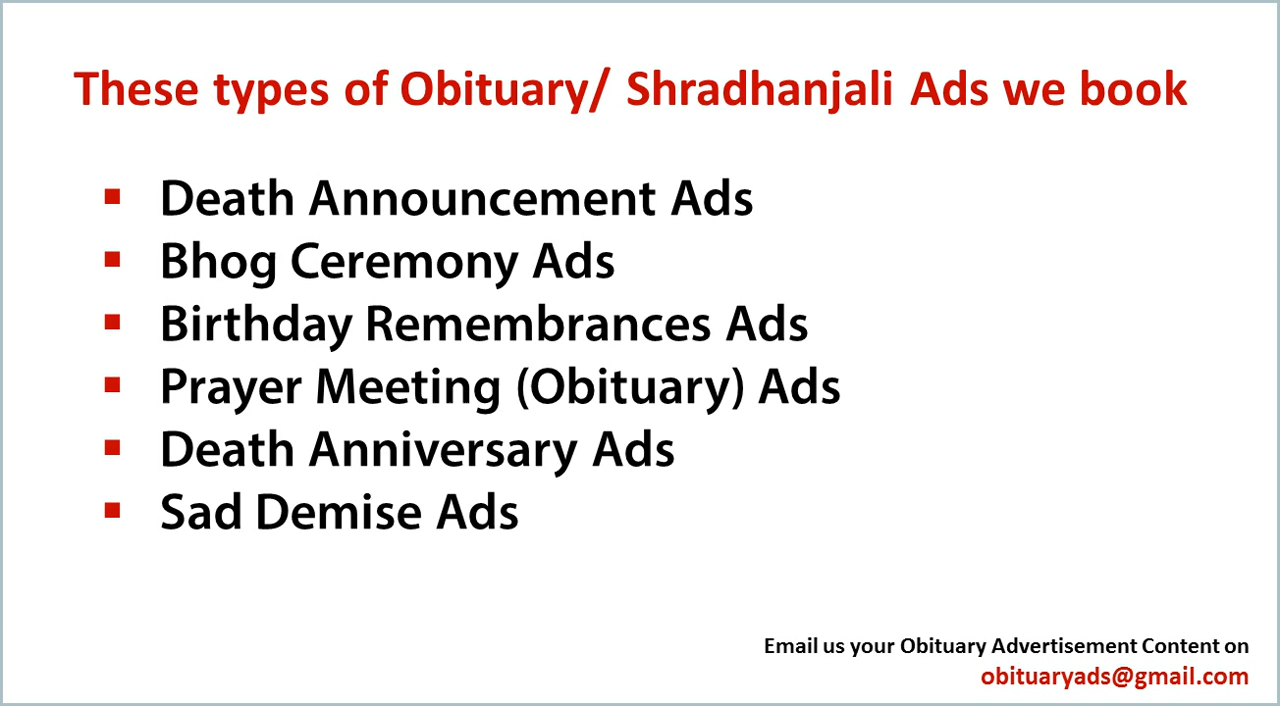 These types of Obituary/ Shradhanjali Ads we book
▪ Death Announcement Ads
▪ Bhog Ceremony Ads
▪ Birthday Remembrances Ads
▪ Prayer Meeting (Obituary) Ads
▪ Death Anniversary Ads
▪ Sad Demise Ads
Email us your Obituary Advertisement Content on
obituaryads@gmail.com